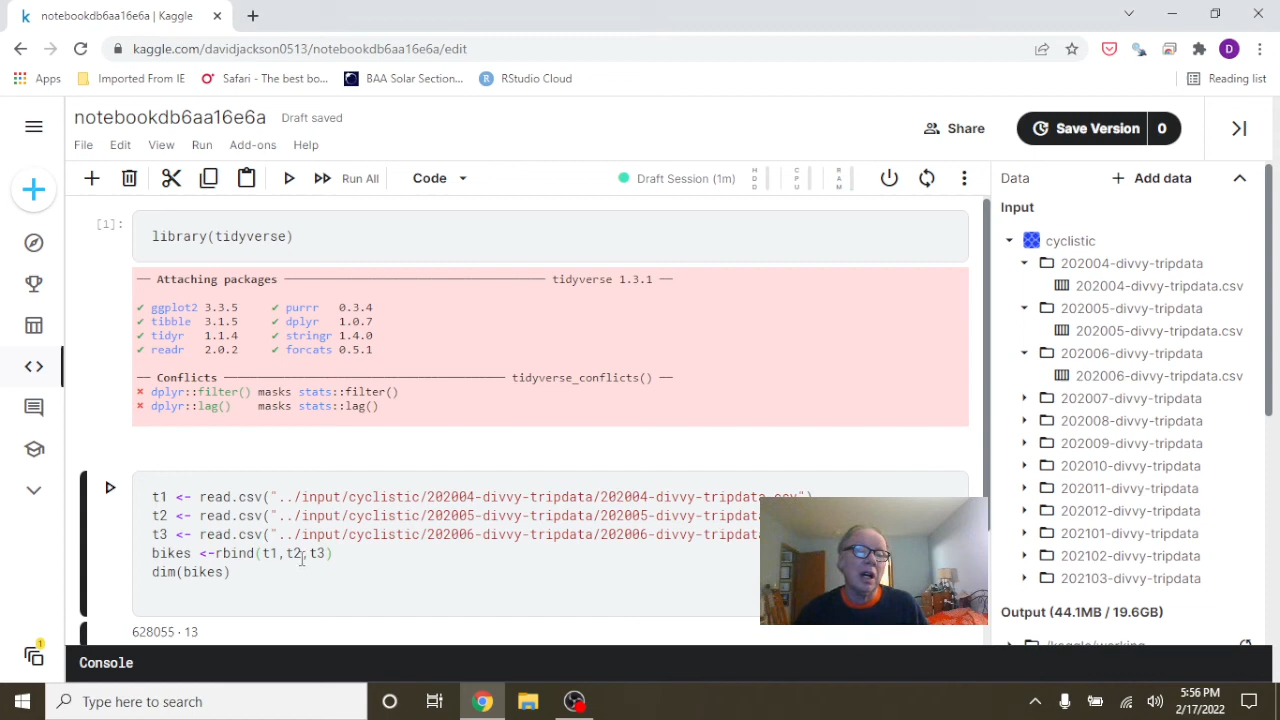 notebookdb6aa16e6a | Kaggle
kaggle.com/davidjackson0513/notebookdb6aa16e6a/edit
D
Apps
Imported From IE
Safari - The best bo...
BAA Solar Section...
RStudio Cloud
Reading list
notebookdb6aa16e6a
Draft saved
File
Edit
View
Run
Add-ons
Help
Share
Save Version
0
Run All
Code
Draft Session (1m)
HDD
CPU
RAM
Data
+ Add data
Input
cyclistic
202004-divvy-tripdata
202004-divvy-tripdata.csv
202005-divvy-tripdata
202005-divvy-tripdata.csv
202006-divvy-tripdata
202006-divvy-tripdata.csv
202007-divvy-tripdata
202008-divvy-tripdata
202009-divvy-tripdata
202010-divvy-tripdata
202011-divvy-tripdata
202012-divvy-tripdata
202101-divvy-tripdata
202102-divvy-tripdata
202103-divvy-tripdata
Output (44.1MB / 19.6GB)
/kaggle/working
[1]:
library(tidyverse)
── Attaching packages ── tidyverse 1.3.1 ──
✔ ggplot2 3.3.5 ✔ purrr 0.3.4
✔ tibble 3.1.5 ✔ dplyr 1.0.7
✔ tidyr 1.1.4 ✔ stringr 1.4.0
✔ readr 2.0.2 ✔ forcats 0.5.1
── Conflicts ── tidyverse_conflicts() ──
✖ dplyr::filter() masks stats::filter()
✖ dplyr::lag() masks stats::lag()
t1 <- read.csv("../input/cyclistic/202004-divvy-tripdata/202004-divvy-tripdata.csv")
t2 <- read.csv("../input/cyclistic/202005-divvy-tripdata/202005-divvy-tripdata
t3 <- read.csv("../input/cyclistic/202006-divvy-tripdata/202006-divvy-tripdata
bikes <-rbind(t1,t2,t3)
dim(bikes)
628055 · 13
Console
1
Type here to search
5:56 PM
2/17/2022